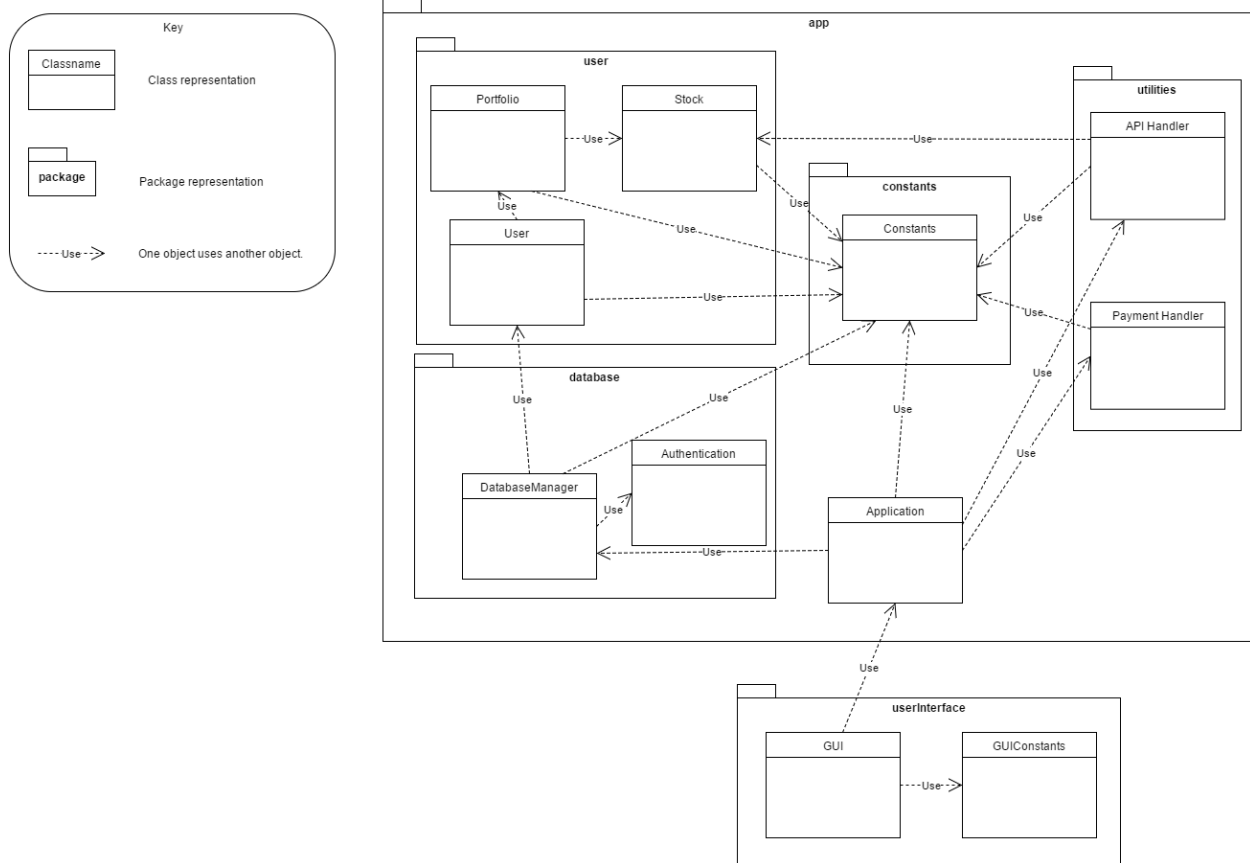 Key
Classname
Class representation
package
Package representation
Use
One object uses another object.
app
user
Portfolio
Use
Stock
Use
User
Use
Use
Use
Use
utilities
API Handler
Use
Payment Handler
Use
constants
Constants
Use
database
Use
Use
DatabaseManager
Use
Authentication
Use
Use
Use
Use
Application
userInterface
Use
GUI
Use
GUIConstants